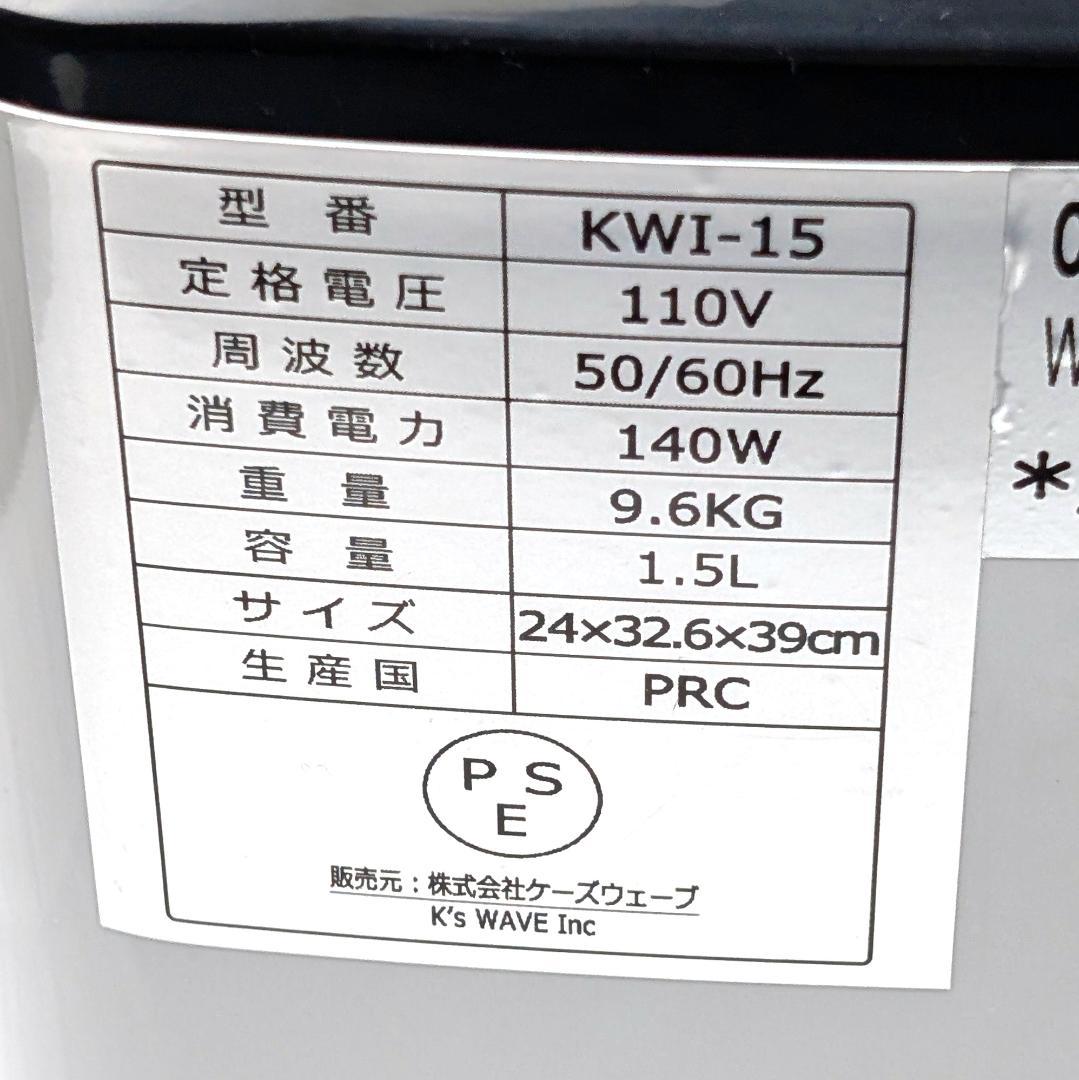 型番 KWI-15
定格電圧 110V
周波数 50/60Hz
消費電力 140W
重量 9.6KG
容量 1.5L
サイズ 24×32.6×39cm
生産国 PRC
P S
E
販売元：株式会社ケーズウェーブ
K's WAVE Inc
W
*